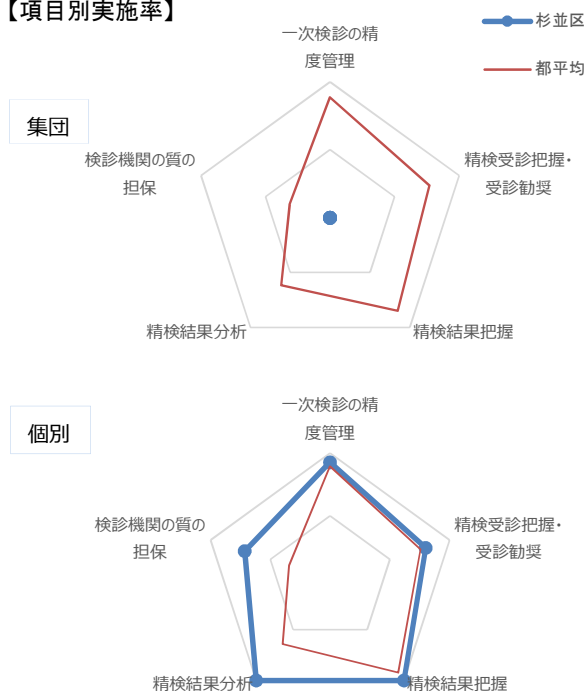 【項目別実施率】
杉並区
都平均
集団
一次検診の精
度管理
検診機関の質の
担保
精検受診把握・
受診勧奨
精検結果分析
精検結果把握
個別
一次検診の精
度管理
検診機関の質の
担保
精検受診把握・
受診勧奨
精検結果分析
精検結果把握